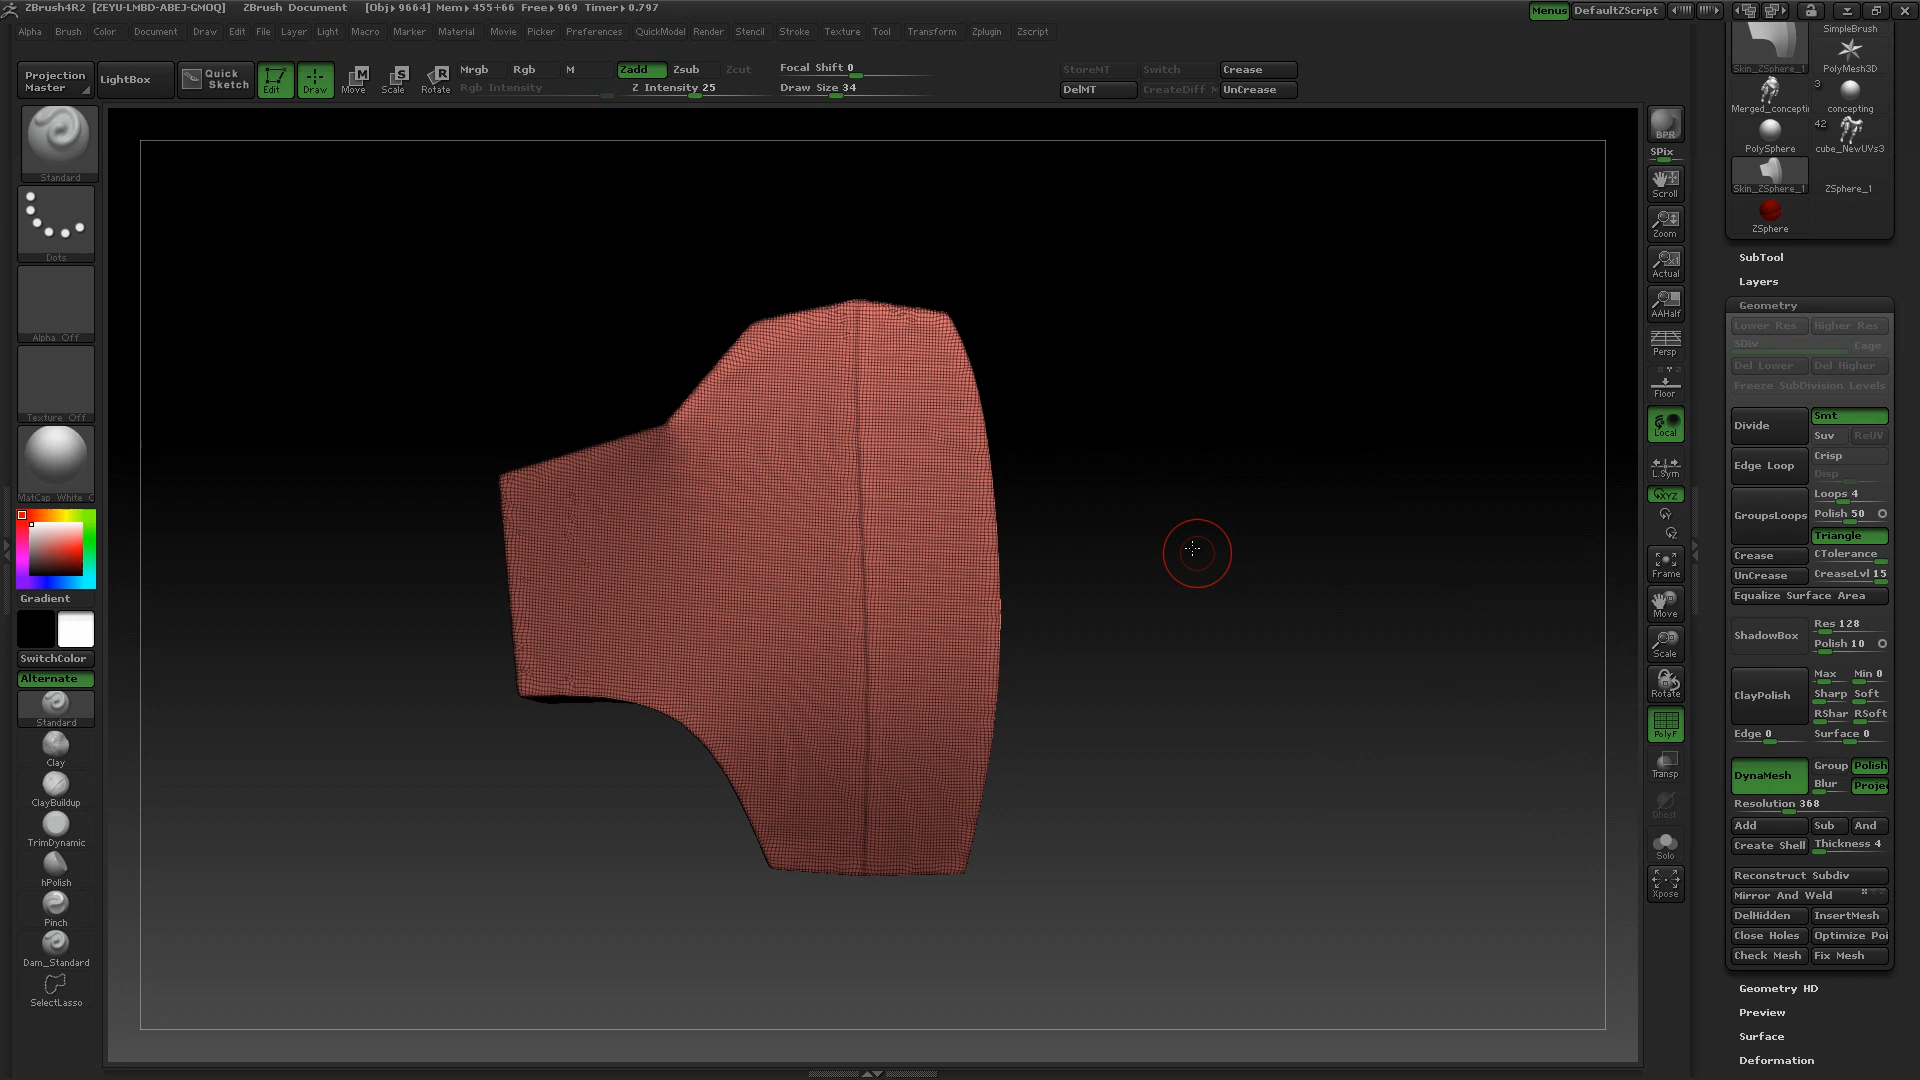 ZBrush4R2 [ZEYU-LMBD-ABEJ-GMOQ] ZBrush Document [Obj▸9664] Mem▸455+66 Free▸969 Timer▸0.797 Menus DefaultZScript
Alpha Brush Color Document Draw Edit File Layer Light Macro Marker Material Movie Picker Preferences QuickModel Render Stencil Stroke Texture Tool Transform Zplugin Zscript
Projection Master
LightBox
Quick Sketch
Edit
Draw
Move
Scale
Rotate
Mrgb Rgb M
Rgb Intensity
Zadd Zsub Zcut
Z Intensity 25
Focal Shift 0
Draw Size 34
StoreMT Switch Crease
DelMT CreateDiff M UnCrease
Standard
Dots
Alpha Off
Texture Off
MatCap White C
Gradient
SwitchColor
Alternate
Standard
Clay
ClayBuildup
TrimDynamic
hPolish
Pinch
Dam_Standard
SelectLasso
BPR
SPix
Scroll
Zoom
Actual
AAHalf
Persp
Floor
Local
L.Sym
XYZ
Frame
Move
Scale
Rotate
PolyF
Transp
Ghost
Solo
Xpose
SimpleBrush
Skin_ZSphere_1 PolyMesh3D
3
Merged_concepti concepting
42
PolySphere cube_NewUVs3
Skin_ZSphere_1 ZSphere_1
ZSphere
SubTool
Layers
Geometry
Lower Res Higher Res
SDiv Cage
Del Lower Del Higher
Freeze SubDivision Levels
Divide Smt
Suv ReUV
Edge Loop Crisp
Disp
GroupsLoops Loops 4
Polish 50
Triangle
Crease CTolerance
UnCrease CreaseLvl 15
Equalize Surface Area
ShadowBox Res 128
Polish 10
ClayPolish Max Min 0
Sharp Soft
RShar RSoft
Edge 0 Surface 0
DynaMesh Group Polish
Blur Projec
Resolution 368
Add Sub And
Create Shell Thickness 4
Reconstruct Subdiv
Mirror And Weld
DelHidden InsertMesh
Close Holes Optimize Poi
Check Mesh Fix Mesh
Geometry HD
Preview
Surface
Deformation